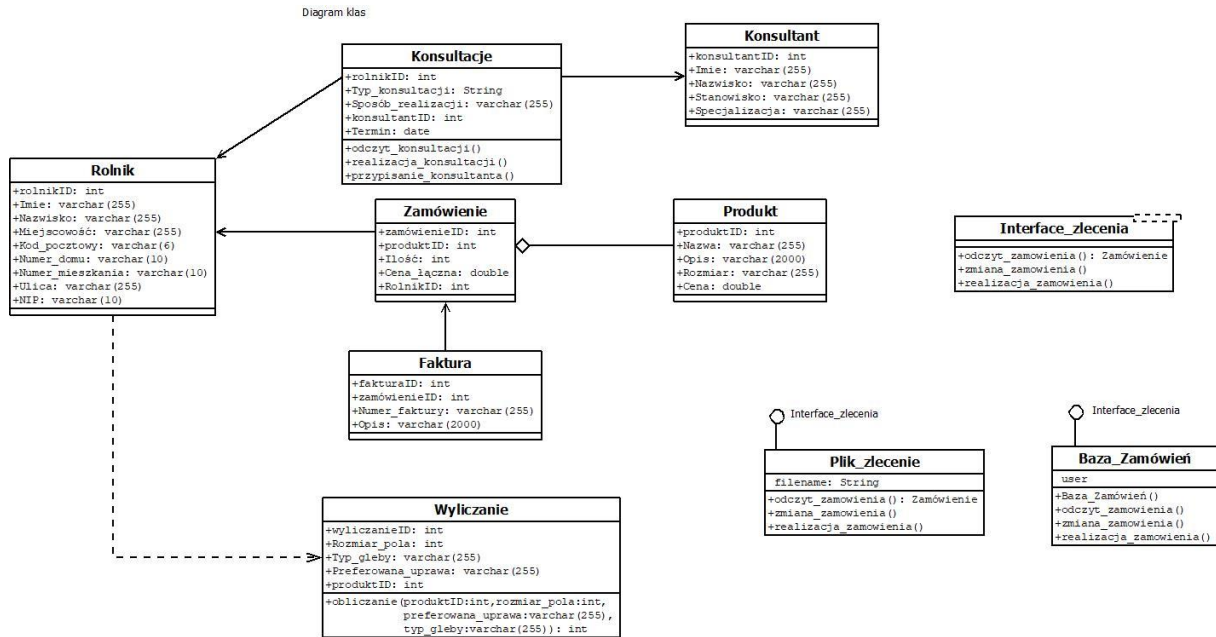 Diagram klas
Konsultant
+konsultantID: int
+Imie: varchar(255)
+Nazwisko: varchar(255)
+Stanowisko: varchar(255)
+Specjalizacja: varchar(255)
Konsultacje
+rolnikID: int
+Typ_konsultacji: String
+Sposób_realizacji: varchar(255)
+konsultantID: int
+Termin: date
+odczyt_konsultacji()
+realizacja_konsultacji()
+przypisanie_konsultanta()
Rolnik
+rolnikID: int
+Imie: varchar(255)
+Nazwisko: varchar(255)
+Miejscowość: varchar(255)
+Kod_pocztowy: varchar(6)
+Numer_domu: varchar(10)
+Numer_mieszkania: varchar(10)
+Ulica: varchar(255)
+NIP: varchar(10)
Zamówienie
+zamówienieID: int
+produktID: int
+Ilość: int
+Cena_łączna: double
+RolnikID: int
Produkt
+produktID: int
+Nazwa: varchar(255)
+Opis: varchar(2000)
+Rozmiar: varchar(255)
+Cena: double
Interface_zlecenia
+odczyt_zamowienia(): Zamówienie
+zmiana_zamowienia()
+realizacja_zamowienia()
Faktura
+fakturaID: int
+zamówienieID: int
+Numer_faktury: varchar(255)
+Opis: varchar(2000)
Interface_zlecenia
Plik_zlecenie
filename: String
+odczyt_zamowienia(): Zamówienie
+zmiana_zamowienia()
+realizacja_zamowienia()
Interface_zlecenia
Baza_Zamówień
user
+Baza_Zamówień()
+odczyt_zamowienia()
+zmiana_zamowienia()
+realizacja_zamowienia()
Wyliczanie
+wyliczanieID: int
+Rozmiar_pola: int
+Typ_gleby: varchar(255)
+Preferowana_uprawa: varchar(255)
+produktID: int
+obliczanie(produktID:int,rozmiar_pola:int,
preferowana_uprawa:varchar(255),
typ_gleby:varchar(255)): int